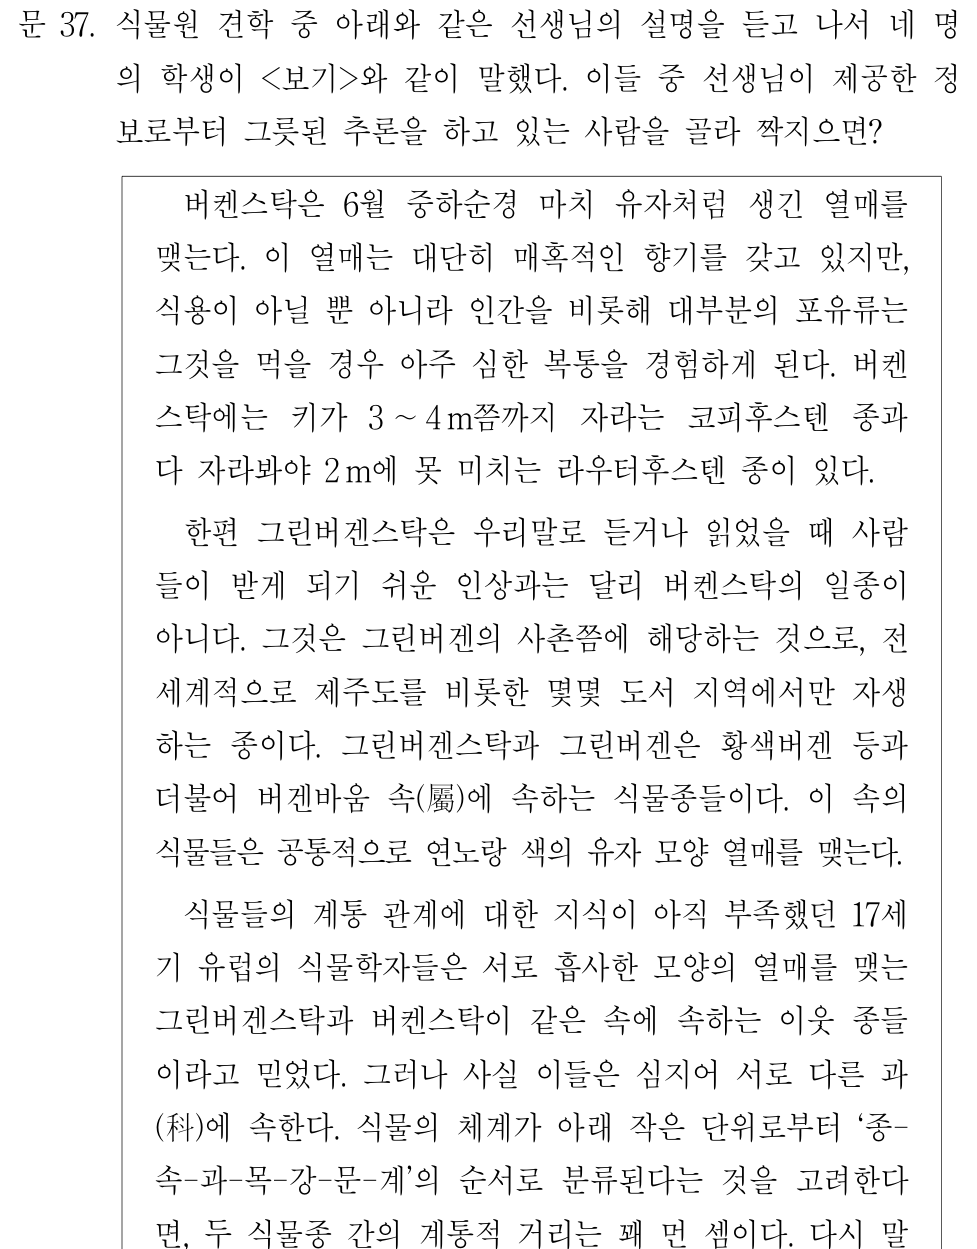 문 37. 식물원 견학 중 아래와 같은 선생님의 설명을 듣고 나서 네 명
의 학생이 <보기>와 같이 말했다. 이들 중 선생님이 제공한 정
보로부터 그릇된 추론을 하고 있는 사람을 골라 짝지으면?
버켄스탁은 6월 중하순경 마치 유자처럼 생긴 열매를
맺는다. 이 열매는 대단히 매혹적인 향기를 갖고 있지만,
식용이 아닐 뿐 아니라 인간을 비롯해 대부분의 포유류는
그것을 먹을 경우 아주 심한 복통을 경험하게 된다. 버켄
스탁에는 키가 3 ~ 4 m쯤까지 자라는 코피후스텐 종과
다 자라봐야 2 m에 못 미치는 라우터후스텐 종이 있다.
한편 그린버겐스탁은 우리말로 듣거나 읽었을 때 사람
들이 받게 되기 쉬운 인상과는 달리 버켄스탁의 일종이
아니다. 그것은 그린버겐의 사촌쯤에 해당하는 것으로, 전
세계적으로 제주도를 비롯한 몇몇 도서 지역에서만 자생
하는 종이다. 그린버겐스탁과 그린버겐은 황색버겐 등과
더불어 버겐바움 속(屬)에 속하는 식물종들이다. 이 속의
식물들은 공통적으로 연노랑 색의 유자 모양 열매를 맺는다.
식물들의 계통 관계에 대한 지식이 아직 부족했던 17세
기 유럽의 식물학자들은 서로 흡사한 모양의 열매를 맺는
그린버겐스탁과 버켄스탁이 같은 속에 속하는 이웃 종들
이라고 믿었다. 그러나 사실 이들은 심지어 서로 다른 과
(科)에 속한다. 식물의 체계가 아래 작은 단위로부터 ‘종-
속-과-목-강-문-계’의 순서로 분류된다는 것을 고려한다
면, 두 식물종 간의 계통적 거리는 꽤 먼 셈이다. 다시 말